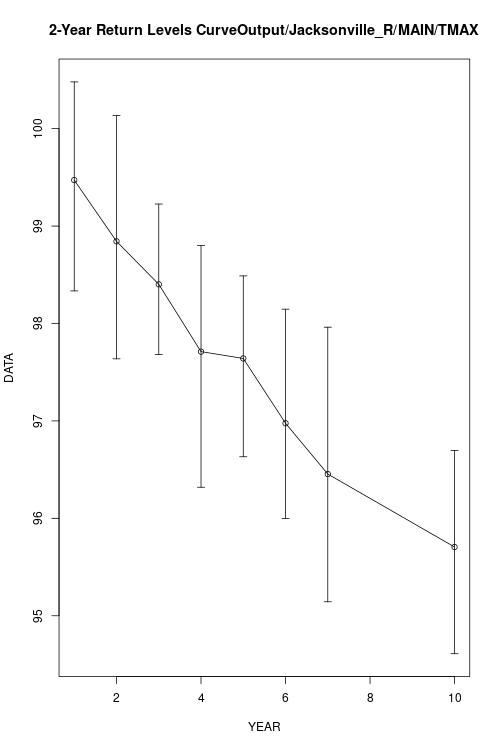 2-Year Return Levels CurveOutput/Jacksonville_R/MAIN/TMAX
100
99
98
97
96
95
DATA
2 4 6 8 10
YEAR